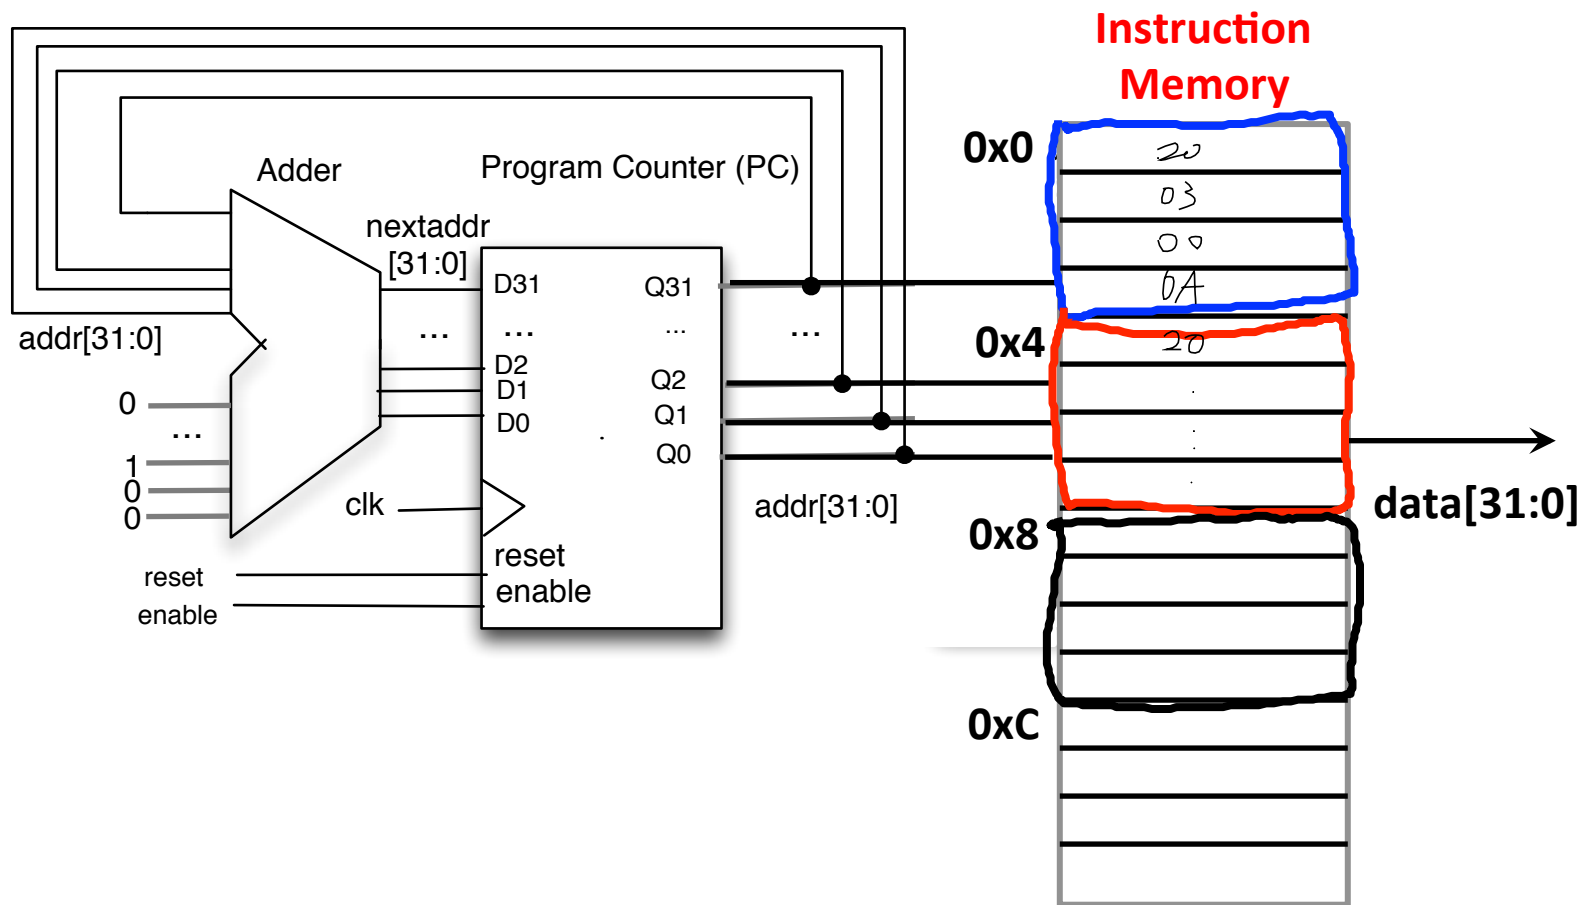 Instruction
Memory
Adder
Program Counter (PC)
nextaddr
[31:0]
addr[31:0]
0
...
1
0
0
...
D31
...
D2
D1
D0
Q31
...
Q2
Q1
Q0
...
clk
reset
enable
reset
enable
addr[31:0]
0x0
20
03
00
0A
0x4
20
0x8
0xC
data[31:0]